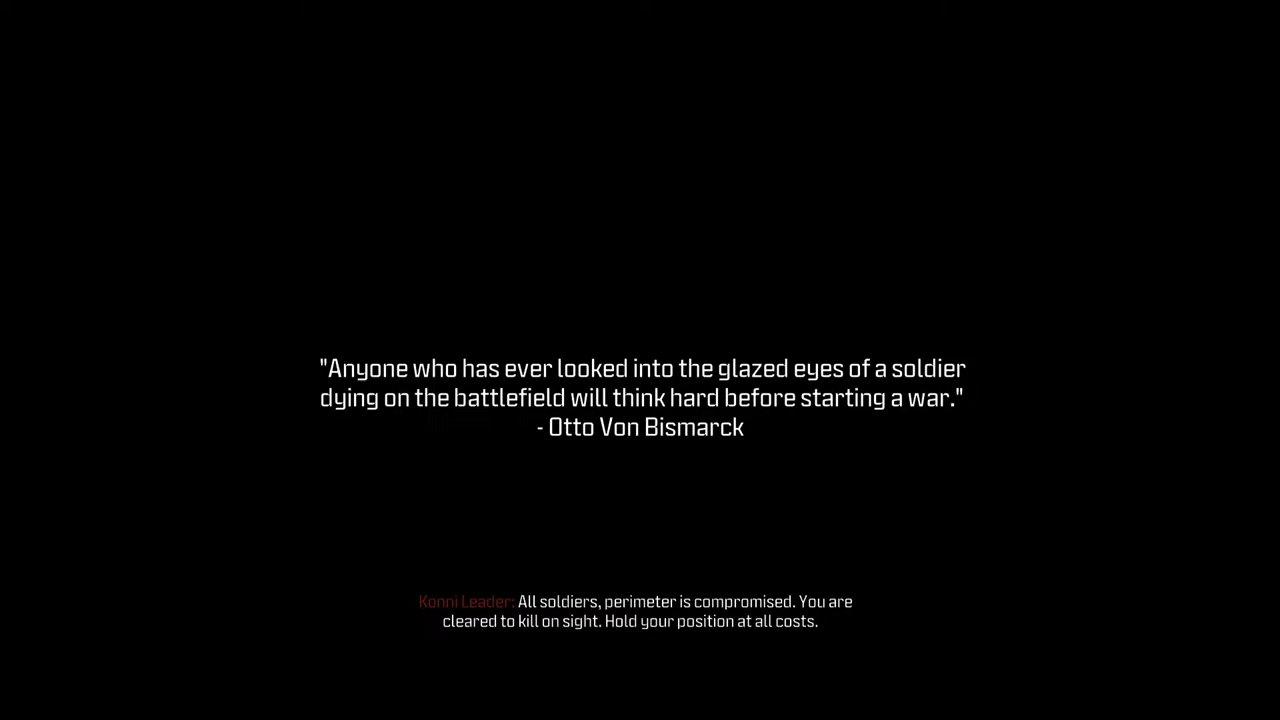 "Anyone who has ever looked into the glazed eyes of a soldier
dying on the battlefield will think hard before starting a war."
- Otto Von Bismarck
Konni Leader: All soldiers, perimeter is compromised. You are
cleared to kill on sight. Hold your position at all costs.